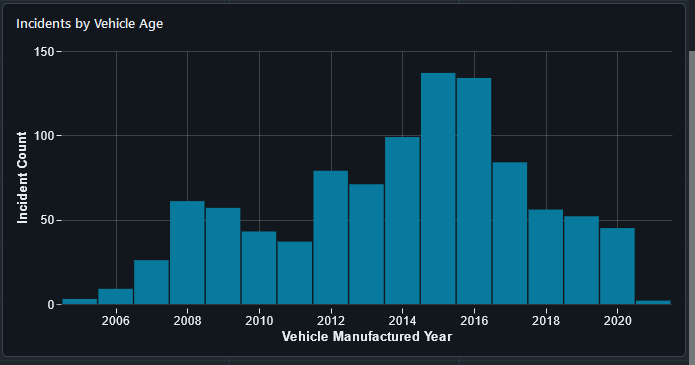 Incidents by Vehicle Age
150
100
50
0
Incident Count
2006 2008 2010 2012 2014 2016 2018 2020
Vehicle Manufactured Year